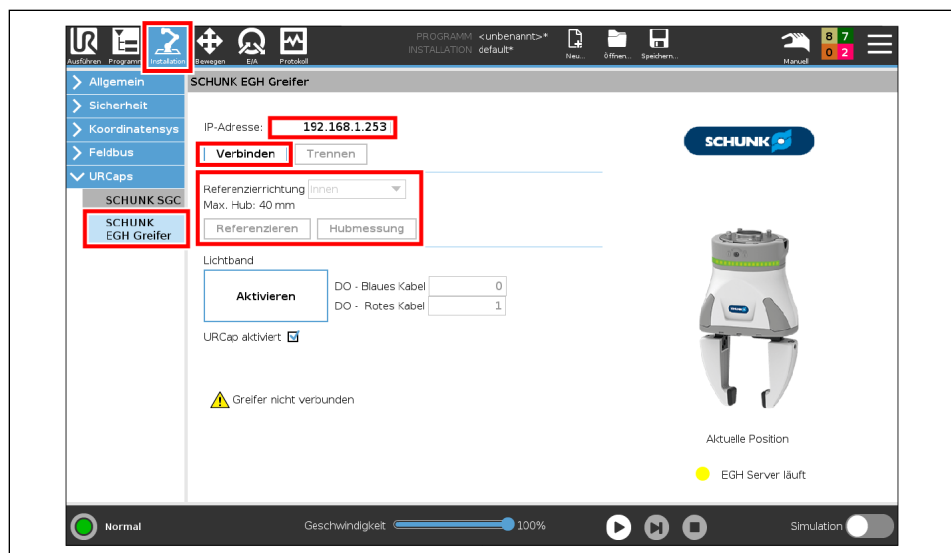 PROGRAMM <unbenannt>*
INSTALLATION default*
Ausführen Programm Installation Bewegen E/A Protokoll Neu... öffnen... Speichern... Manuell
8 7
0 2
Allgemein
Sicherheit
Koordinatensys
Feldbus
URCaps
SCHUNK SGC
SCHUNK
EGH Greifer
SCHUNK EGH Greifer
IP-Adresse: 192.168.1.253
Verbinden Trennen
Referenzierrichtung Innen
Max. Hub: 40 mm
Referenzieren Hubmessung
Lichtband
Aktivieren
DO - Blaues Kabel 0
DO - Rotes Kabel 1
URCap aktiviert
Greifer nicht verbunden
SCHUNK
SCHUNK
Aktuelle Position
EGH Server läuft
Normal Geschwindigkeit 100% Simulation